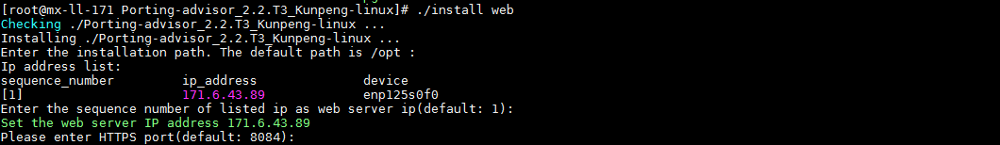 [root@mx-ll-171 Porting-advisor_2.2.T3_Kunpeng-linux]# ./install web
Checking ./Porting-advisor_2.2.T3_Kunpeng-linux ...
Installing ./Porting-advisor_2.2.T3_Kunpeng-linux ...
Enter the installation path. The default path is /opt :
Ip address list:
sequence_number ip_address device
[1] 171.6.43.89 enp125s0f0
Enter the sequence number of listed ip as web server ip(default: 1):
Set the web server IP address 171.6.43.89
Please enter HTTPS port(default: 8084):